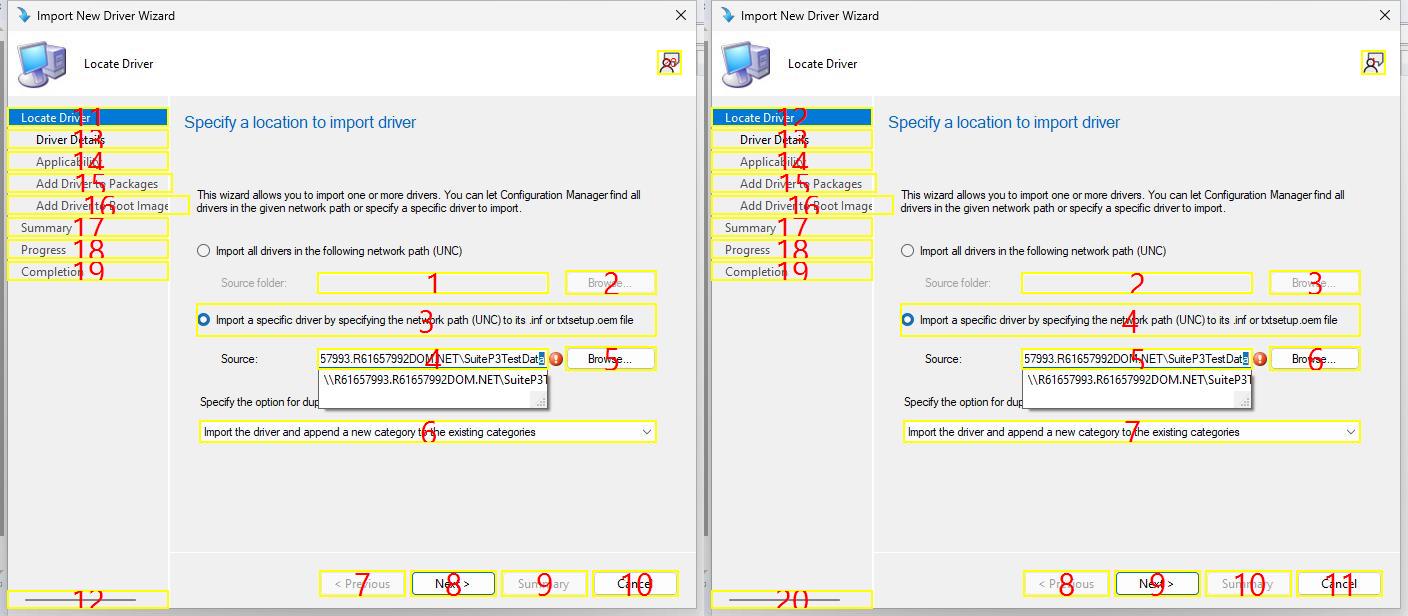 Import New Driver Wizard
Locate Driver
Locate Driver 11
Driver Details 13
Applicability 14
Add Driver to Packages 15
Add Driver to Boot Image 16
Summary 17
Progress 18
Completion 19
12
Specify a location to import driver
This wizard allows you to import one or more drivers. You can let Configuration Manager find all
drivers in the given network path or specify a specific driver to import.
Import all drivers in the following network path (UNC)
Source folder: 1 Browse... 2
Import a specific driver by specifying the network path (UNC) to its .inf or txtsetup.oem file 3
Source: 57993.R61657992DOM.NET\SuiteP3TestData 4 Browse... 5
\\R61657993.R61657992DOM.NET\SuiteP3T
Specify the option for dup
Import the driver and append a new category to the existing categories 6
< Previous 7 Next > 8 Summary 9 Cancel 10
Import New Driver Wizard
Locate Driver
Locate Driver 12
Driver Details 13
Applicability 14
Add Driver to Packages 15
Add Driver to Boot Image 16
Summary 17
Progress 18
Completion 19
20
Specify a location to import driver
This wizard allows you to import one or more drivers. You can let Configuration Manager find all
drivers in the given network path or specify a specific driver to import.
Import all drivers in the following network path (UNC)
Source folder: 2 Browse... 3
Import a specific driver by specifying the network path (UNC) to its .inf or txtsetup.oem file 4
Source: 57993.R61657992DOM.NET\SuiteP3TestData 5 Browse... 6
\\R61657993.R61657992DOM.NET\SuiteP3T
Specify the option for dup
Import the driver and append a new category to the existing categories 7
< Previous 8 Next > 9 Summary 10 Cancel 11